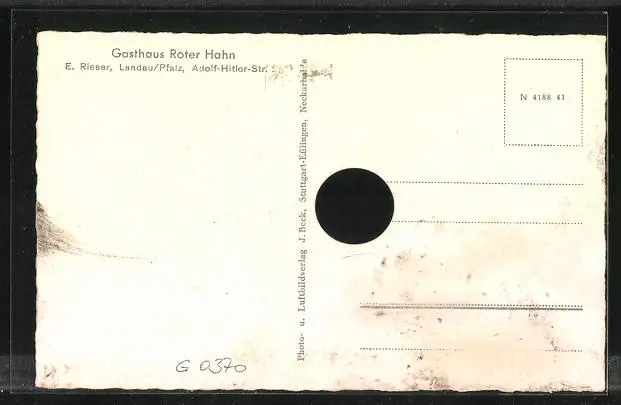 Gasthaus Roter Hahn
E. Rieser, Landau/Pfalz, Adolf-Hitler-Str.
Photo- u. Luftbildverlag J. Beck, Stuttgart-Eßlingen, Neckarhalde
N 4188 41
G 0370